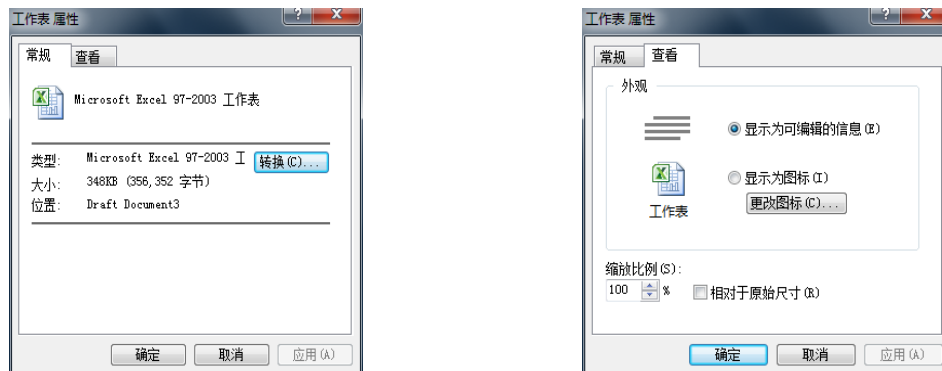 工作表 属性
常规
查看
Microsoft Excel 97-2003 工作表
类型: Microsoft Excel 97-2003 工
转换(C)...
大小: 348KB (356,352 字节)
位置: Draft Document3
确定
取消
应用(A)
工作表 属性
常规
查看
外观
显示为可编辑的信息(E)
显示为图标(I)
工作表
更改图标(C)...
缩放比例(S):
100 %
相对于原始尺寸(R)
确定
取消
应用(A)